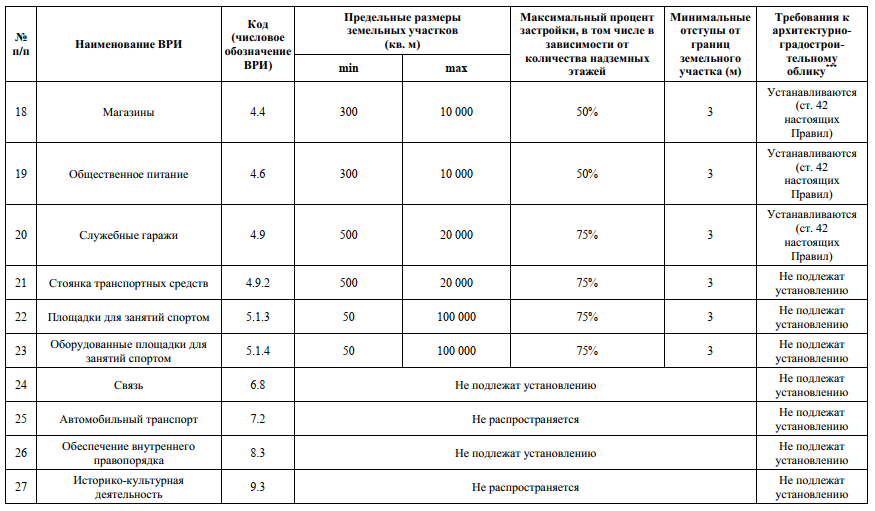 № п/п | Наименование ВРИ | Код (числовое обозначение ВРИ) | Предельные размеры земельных участков (кв. м) | Максимальный процент застройки, в том числе в зависимости от количества надземных этажей | Минимальные отступы от границ земельного участка (м) | Требования к архитектурно-градостроительному облику***
min | max
18 | Магазины | 4.4 | 300 | 10 000 | 50% | 3 | Устанавливаются (ст. 42 настоящих Правил)
19 | Общественное питание | 4.6 | 300 | 10 000 | 50% | 3 | Устанавливаются (ст. 42 настоящих Правил)
20 | Служебные гаражи | 4.9 | 500 | 20 000 | 75% | 3 | Устанавливаются (ст. 42 настоящих Правил)
21 | Стоянка транспортных средств | 4.9.2 | 500 | 20 000 | 75% | 3 | Не подлежат установлению
22 | Площадки для занятий спортом | 5.1.3 | 50 | 100 000 | 75% | 3 | Не подлежат установлению
23 | Оборудованные площадки для занятий спортом | 5.1.4 | 50 | 100 000 | 75% | 3 | Не подлежат установлению
24 | Связь | 6.8 | Не подлежат установлению | Не подлежат установлению
25 | Автомобильный транспорт | 7.2 | Не распространяется | Не подлежат установлению
26 | Обеспечение внутреннего правопорядка | 8.3 | Не подлежат установлению | Не подлежат установлению
27 | Историко-культурная деятельность | 9.3 | Не распространяется | Не подлежат установлению